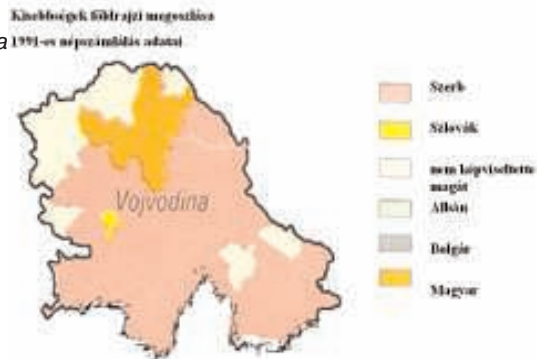 Kisebbségek földrajzi megoszlása
a 1991-es népszámlálás adatai
Vojvodina
Szerb
Szlovák
nem képviseltette
magát
Albán
Bolgár
Magyar